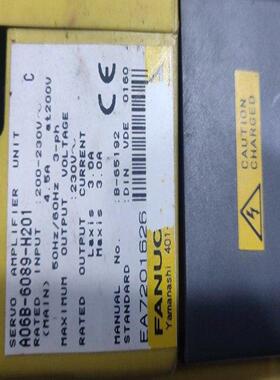 SERVO AMPLIFIER UNIT
A06B-6089-H201 C
RATED INPUT :200-230V~
(MAIN) 4.5A at200V
50Hz/60Hz 3-ph
MAXIMUM OUTPUT VOLTAGE
:230V~
RATED OUTPUT CURRENT
Laxis 3.0A
Maxis 3.0A
MANUAL NO. :B-65192
STANDARD :DIN VDE 0160
CE
EA7201626
FANUC
Yamanashi 401
CAUTION
CHARGED